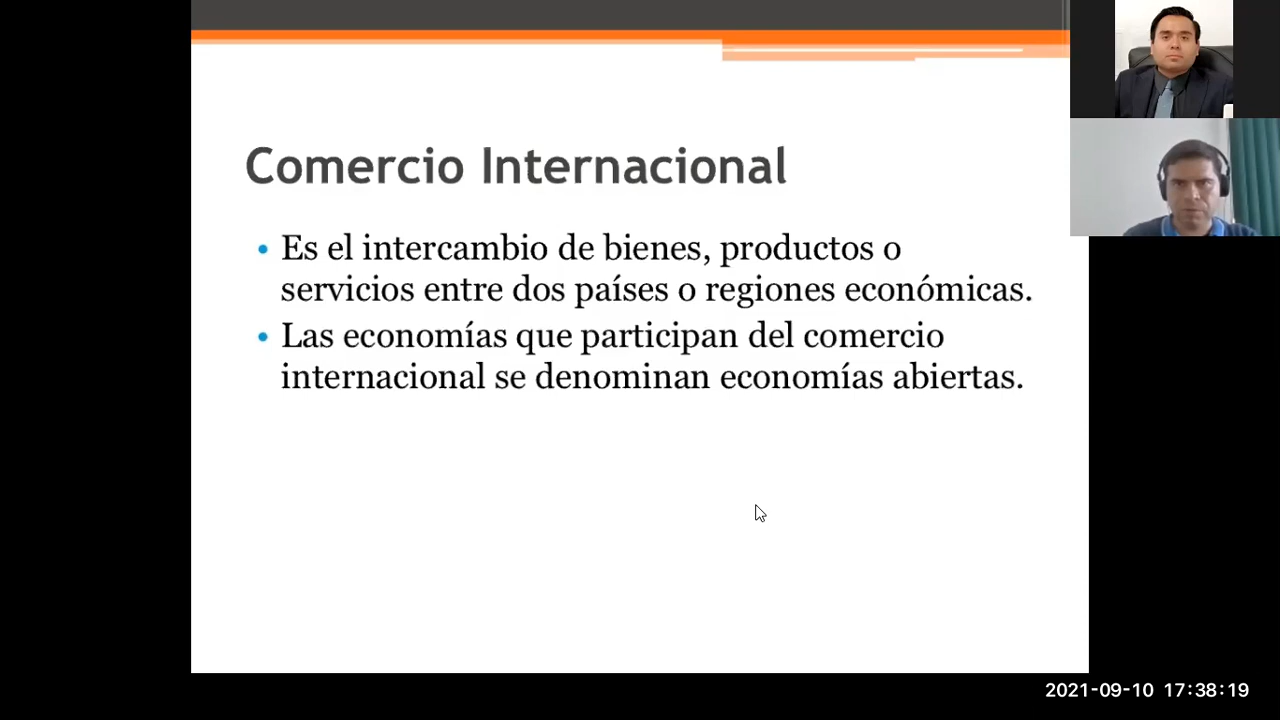 Comercio Internacional
• Es el intercambio de bienes, productos o
servicios entre dos países o regiones económicas.
• Las economías que participan del comercio
internacional se denominan economías abiertas.
2021-09-10 17:38:19